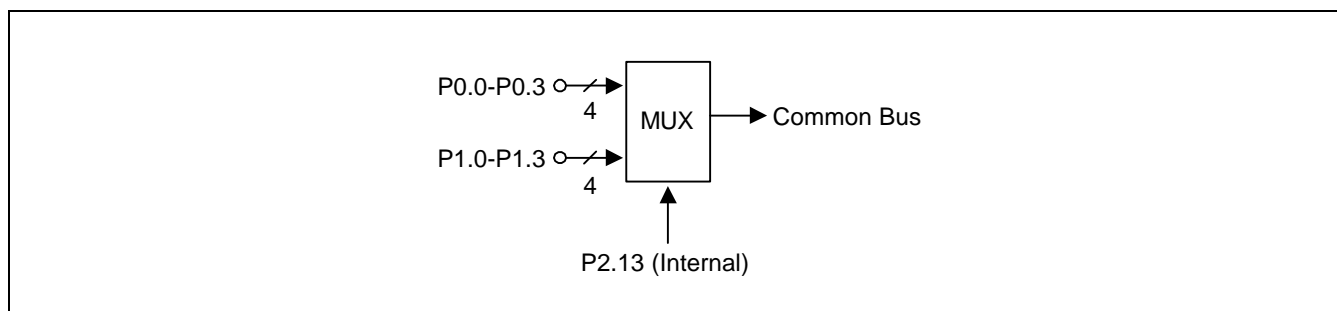 P0.0-P0.3
4
MUX
Common Bus
P1.0-P1.3
4
P2.13 (Internal)